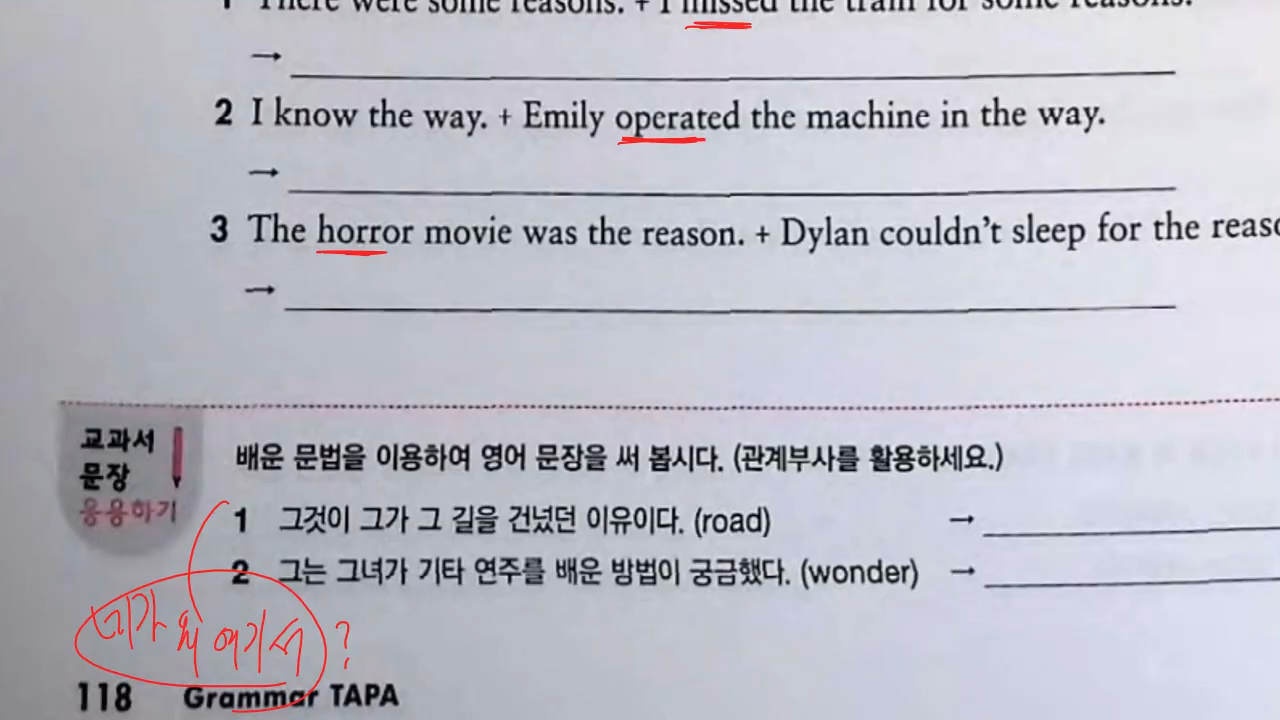 1 There were some reasons. + I missed the train for some reasons.
→
2 I know the way. + Emily operated the machine in the way.
→
3 The horror movie was the reason. + Dylan couldn't sleep for the
→
교과서
문장
응용하기
배운 문법을 이용하여 영어 문장을 써 봅시다. (관계부사를 활용하세요.)
1 그것이 그가 그 길을 건넜던 이유이다. (road) →
2 그는 그녀가 기타 연주를 배운 방법이 궁금했다. (wonder) →
네가 왜 여기서 ?
118 Grammar TAPA